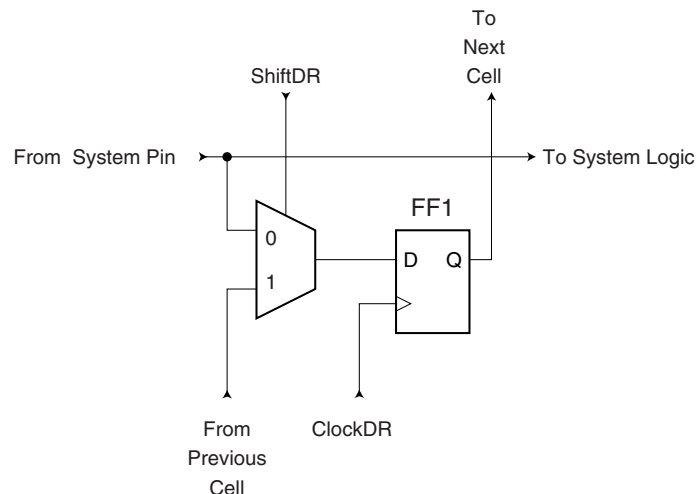 To
Next
Cell
ShiftDR
From System Pin
To System Logic
FF1
0
D Q
1
From
Previous
Cell
ClockDR